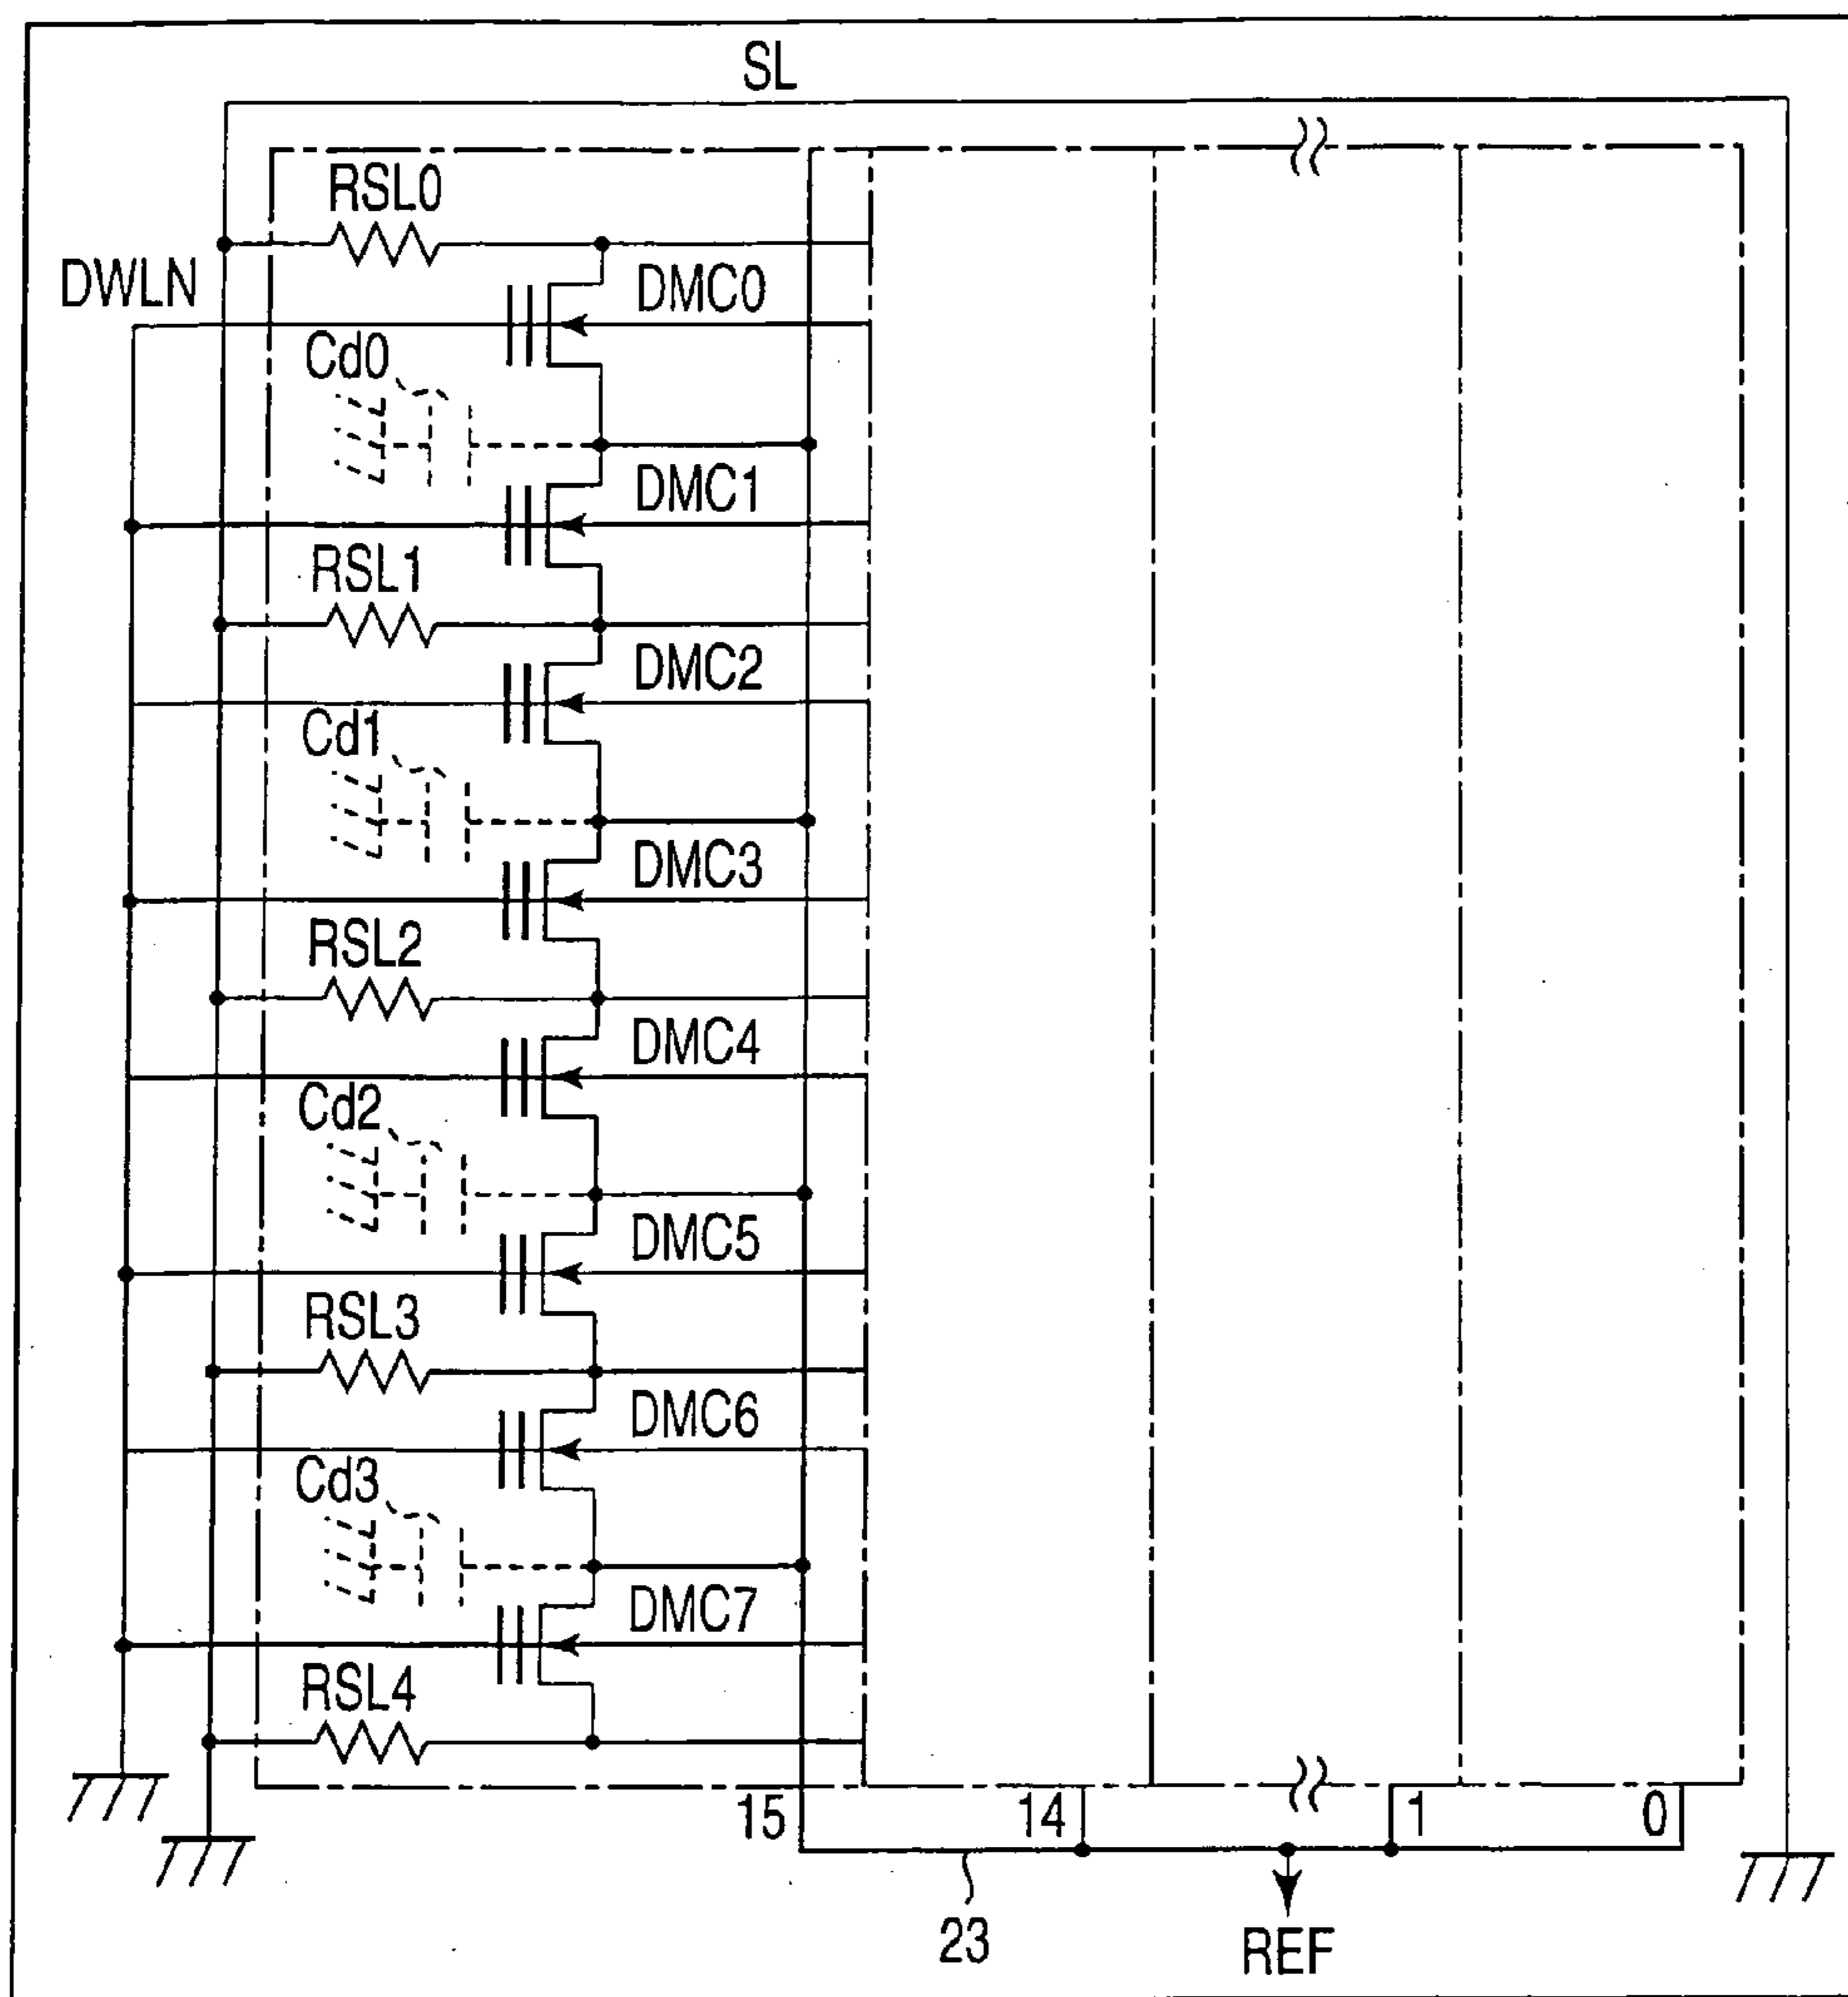 SL
RSL0
DWLN
DMC0
Cd0
DMC1
RSL1
DMC2
Cd1
DMC3
RSL2
DMC4
Cd2
DMC5
RSL3
DMC6
Cd3
DMC7
RSL4
15 14 1 0
23
REF